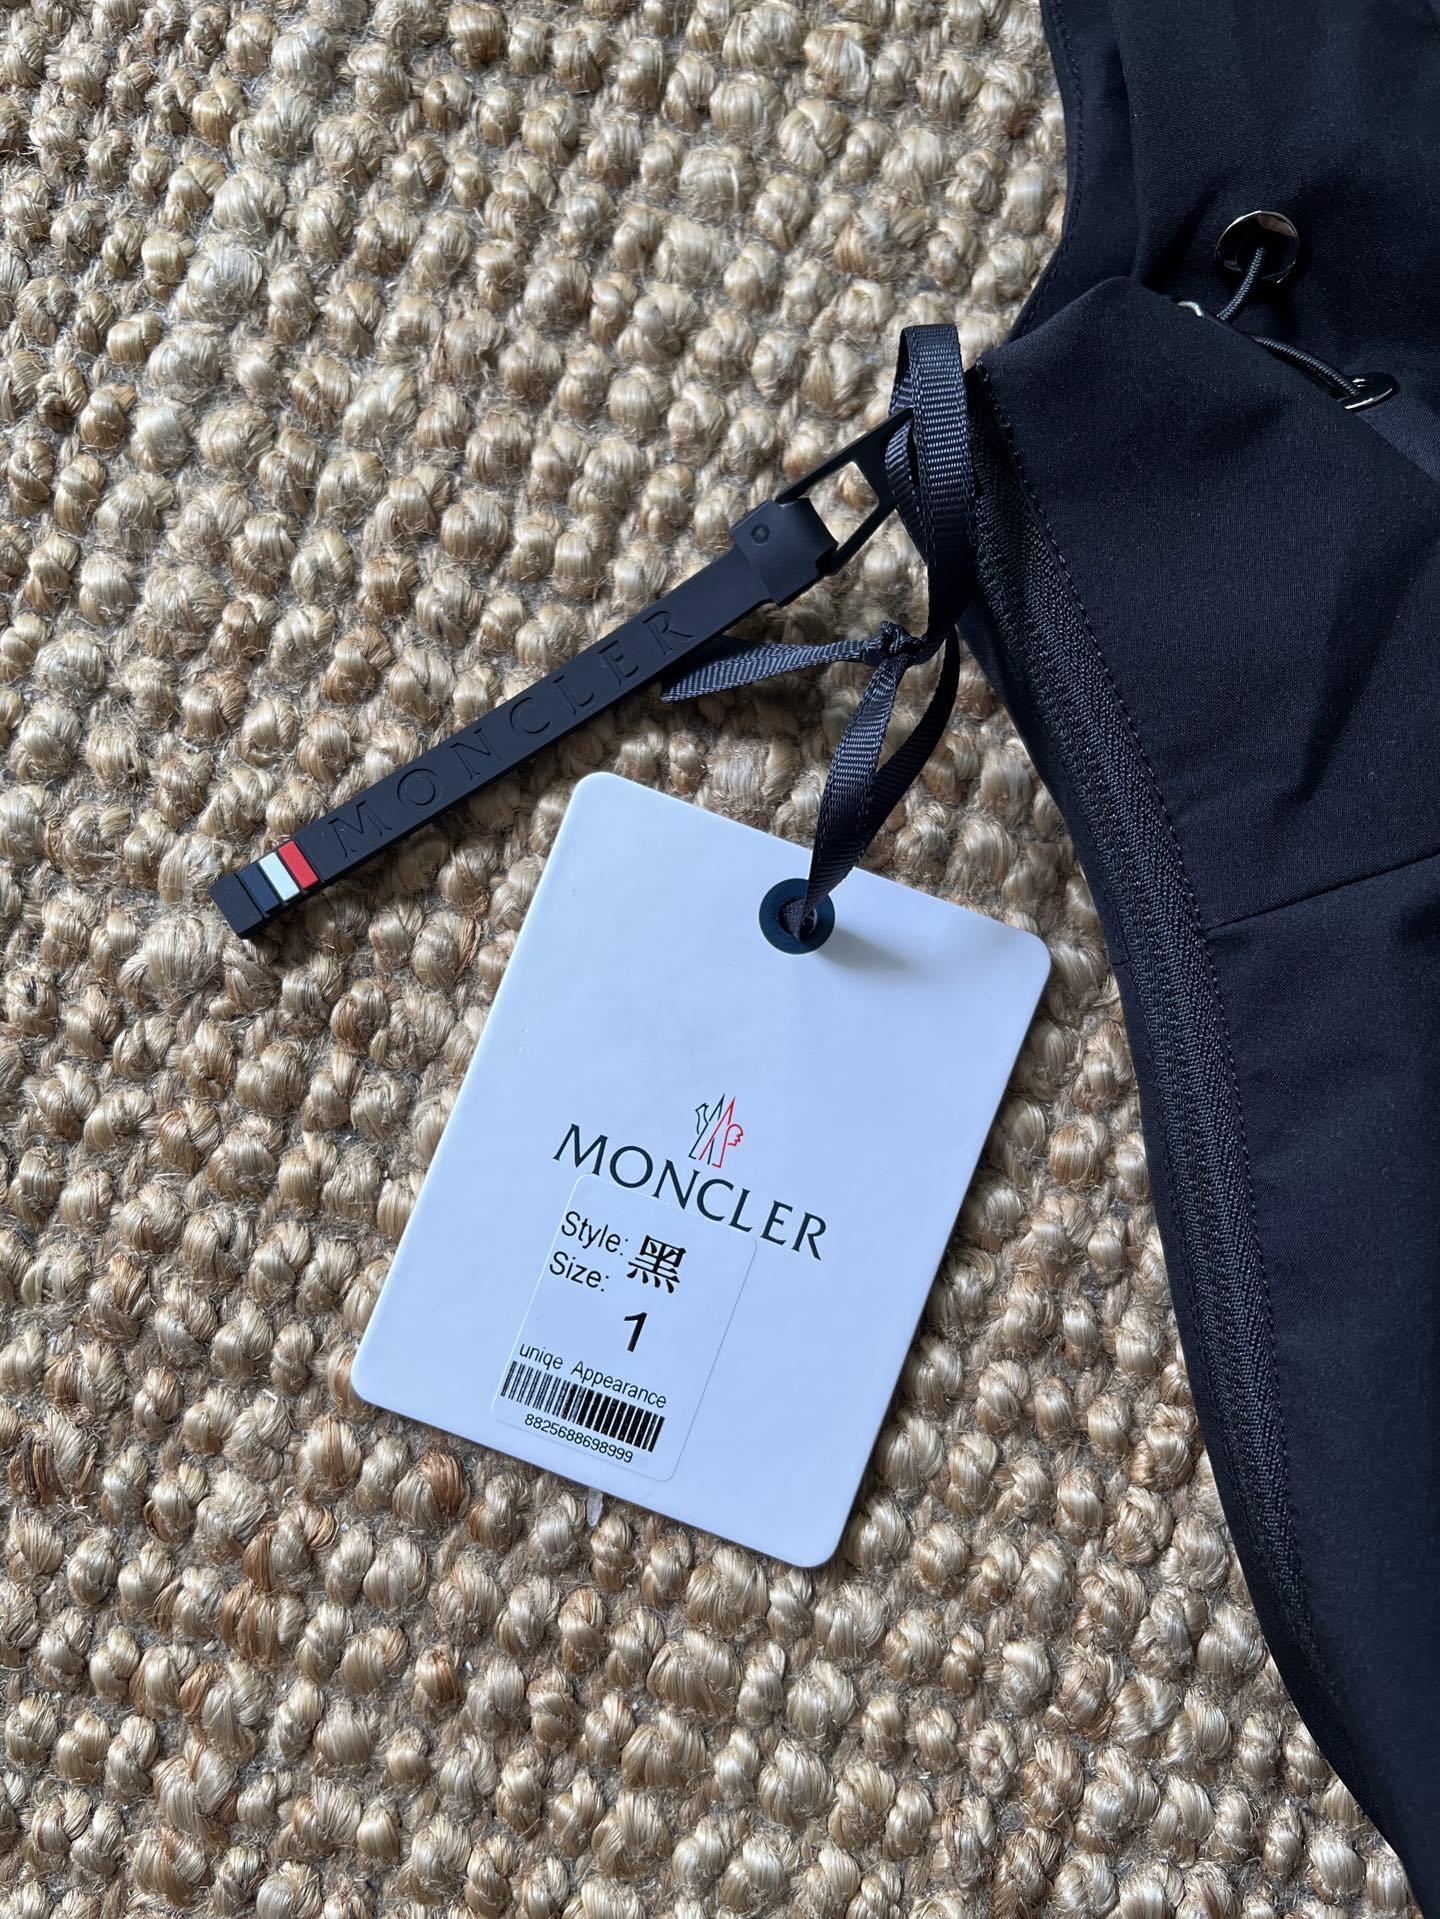 MONCLER
MONCLER
Style: 黑
Size:
1
uniqe Appearance
8825688698999